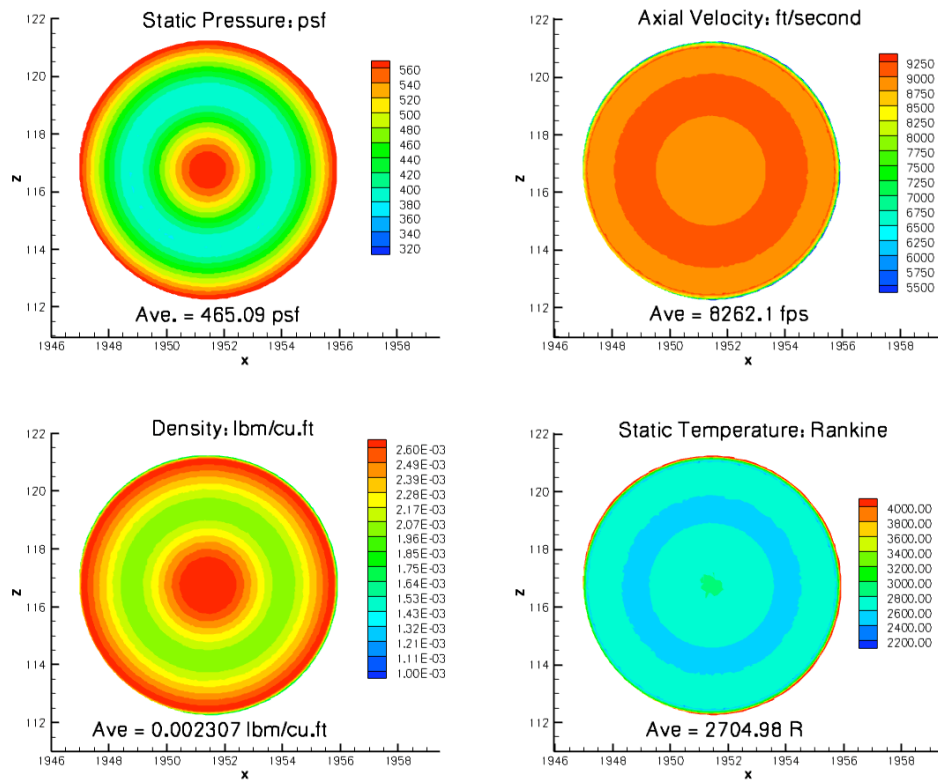 Static Pressure: psf
122
120
118
116
114
112
z
560
540
520
500
480
460
440
420
400
380
360
340
320
Ave. = 465.09 psf
1946 1948 1950 1952 1954 1956 1958
x
Axial Velocity: ft/second
122
120
118
116
114
112
z
9250
9000
8750
8500
8250
8000
7750
7500
7250
7000
6750
6500
6250
6000
5750
5500
Ave = 8262.1 fps
1946 1948 1950 1952 1954 1956 1958
x
Density: lbm/cu.ft
122
120
118
116
114
112
z
2.60E-03
2.49E-03
2.39E-03
2.28E-03
2.17E-03
2.07E-03
1.96E-03
1.85E-03
1.75E-03
1.64E-03
1.53E-03
1.43E-03
1.32E-03
1.21E-03
1.11E-03
1.00E-03
Ave = 0.002307 lbm/cu.ft
1946 1948 1950 1952 1954 1956 1958
x
Static Temperature: Rankine
122
120
118
116
114
112
z
4000.00
3800.00
3600.00
3400.00
3200.00
3000.00
2800.00
2600.00
2400.00
2200.00
Ave = 2704.98 R
1946 1948 1950 1952 1954 1956 1958
x